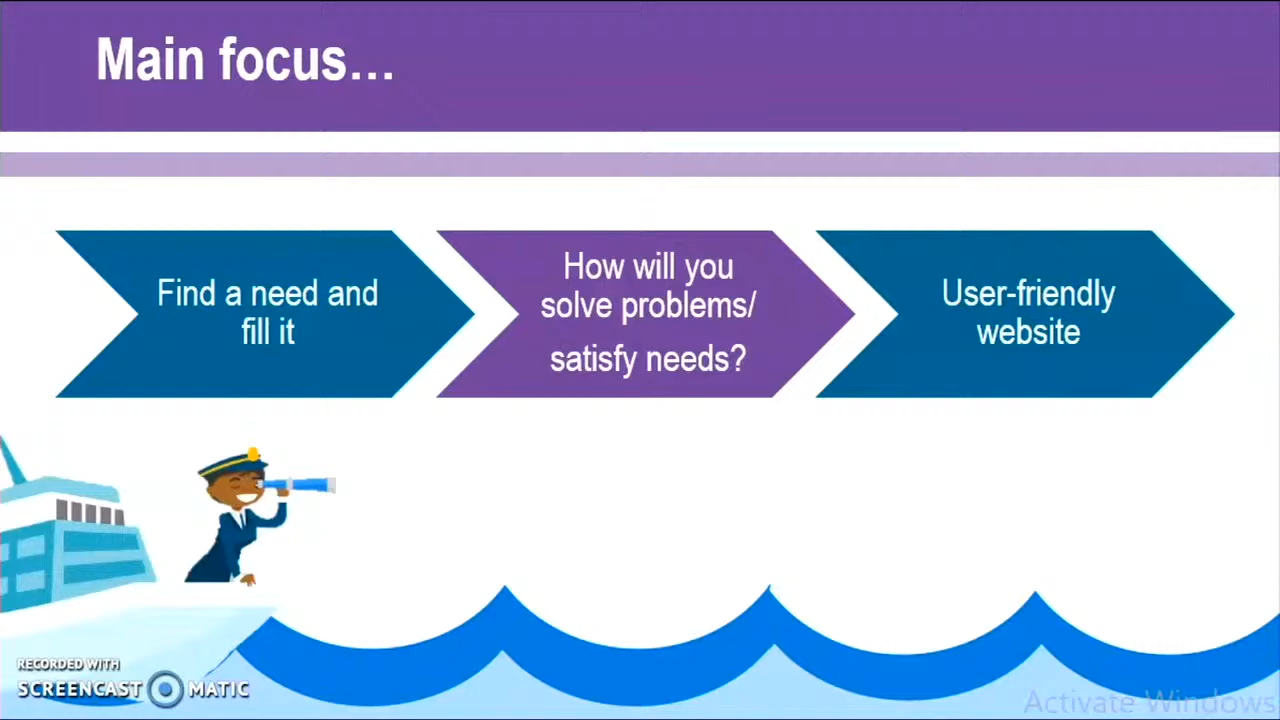 Main focus…
Find a need and
fill it
How will you
solve problems/
satisfy needs?
User-friendly
website
RECORDED WITH
SCREENCAST MATIC
Activate Windows